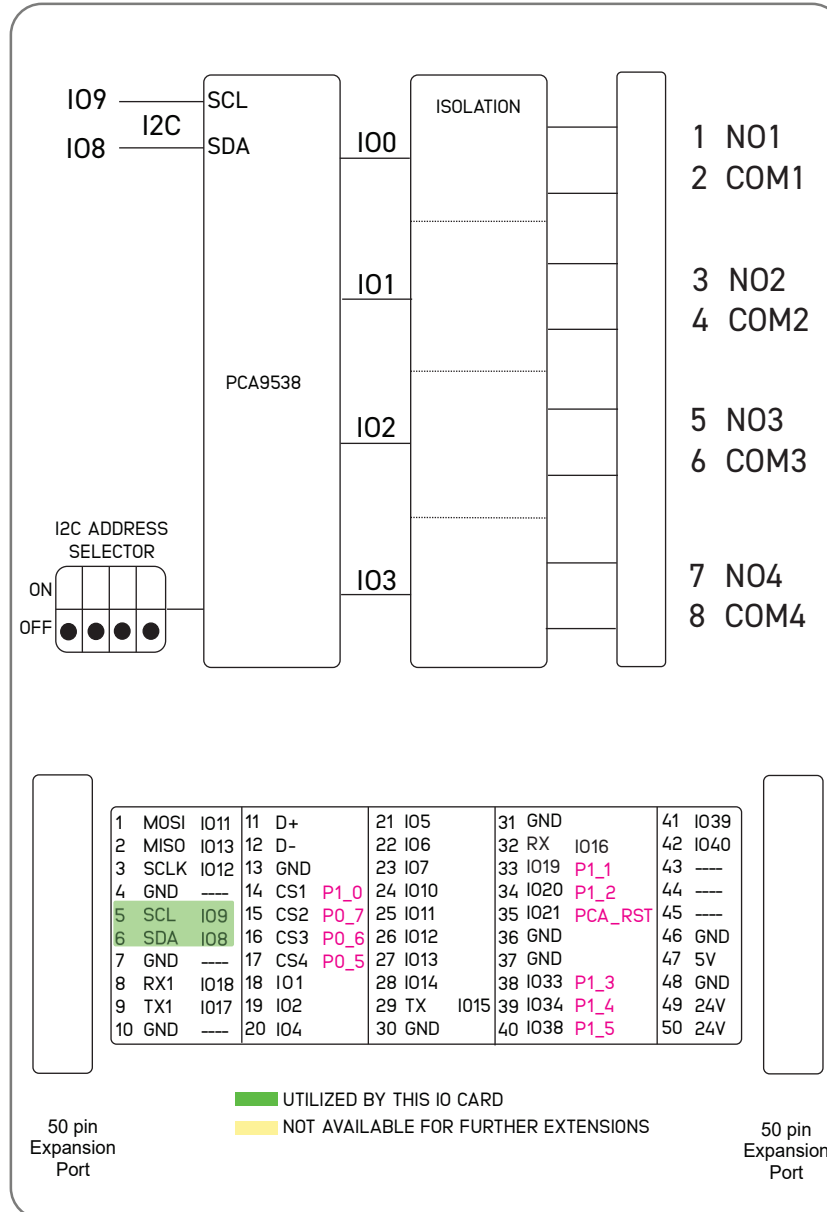 IO9 SCL
I2C
IO8 SDA
ISOLATION
IO0
1 NO1
2 COM1
IO1
3 NO2
4 COM2
PCA9538
IO2
5 NO3
6 COM3
I2C ADDRESS
SELECTOR
ON
OFF
IO3
7 NO4
8 COM4
1 MOSI IO11 11 D+ 21 IO5 31 GND 41 IO39
2 MISO IO13 12 D- 22 IO6 32 RX IO16 42 IO40
3 SCLK IO12 13 GND 23 IO7 33 IO19 P1_1 43 ----
4 GND ---- 14 CS1 P1_0 24 IO10 34 IO20 P1_2 44 ----
5 SCL IO9 15 CS2 P0_7 25 IO11 35 IO21 PCA_RST 45 ----
6 SDA IO8 16 CS3 P0_6 26 IO12 36 GND 46 GND
7 GND ---- 17 CS4 P0_5 27 IO13 37 GND 47 5V
8 RX1 IO18 18 IO1 28 IO14 38 IO33 P1_3 48 GND
9 TX1 IO17 19 IO2 29 TX IO15 39 IO34 P1_4 49 24V
10 GND ---- 20 IO4 30 GND 40 IO38 P1_5 50 24V
UTILIZED BY THIS IO CARD
NOT AVAILABLE FOR FURTHER EXTENSIONS
50 pin
Expansion
Port
50 pin
Expansion
Port